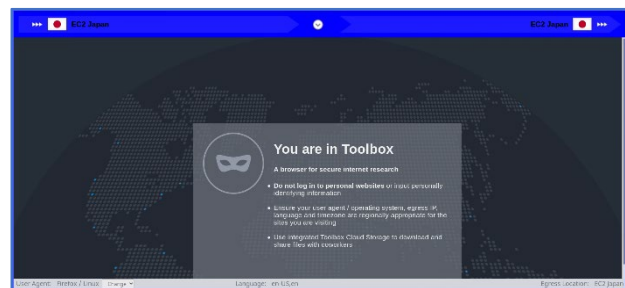 EC2 Japan
EC2 Japan
You are in Toolbox
A browser for secure internet research
• Do not log in to personal websites or input personally
identifying information
• Ensure your user agent / operating system, egress IP,
language and timezone are regionally appropriate for the
sites you are visiting
• Use integrated Toolbox Cloud Storage to download and
share files with coworkers
User Agent: Firefox / Linux Change Language: en-US,en Egress Location: EC2 Japan